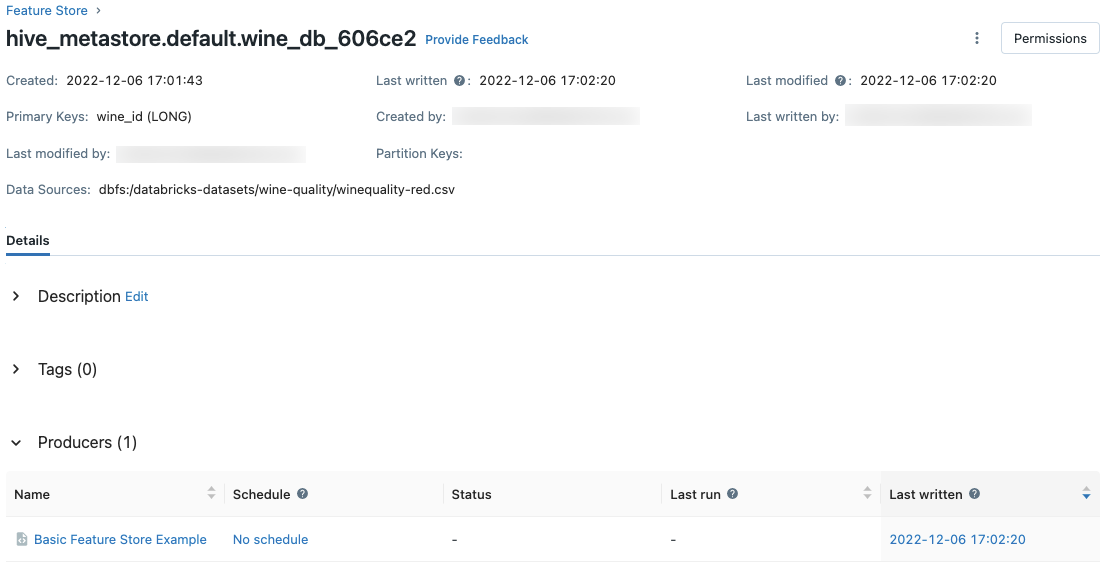 Feature Store >
hive_metastore.default.wine_db_606ce2 Provide Feedback
Permissions
Created: 2022-12-06 17:01:43 Last written ?: 2022-12-06 17:02:20 Last modified ?: 2022-12-06 17:02:20
Primary Keys: wine_id (LONG) Created by: Last written by:
Last modified by: Partition Keys:
Data Sources: dbfs:/databricks-datasets/wine-quality/winequality-red.csv
Details
Description Edit
Tags (0)
Producers (1)
Name Schedule ? Status Last run ? Last written ?
Basic Feature Store Example No schedule - - 2022-12-06 17:02:20